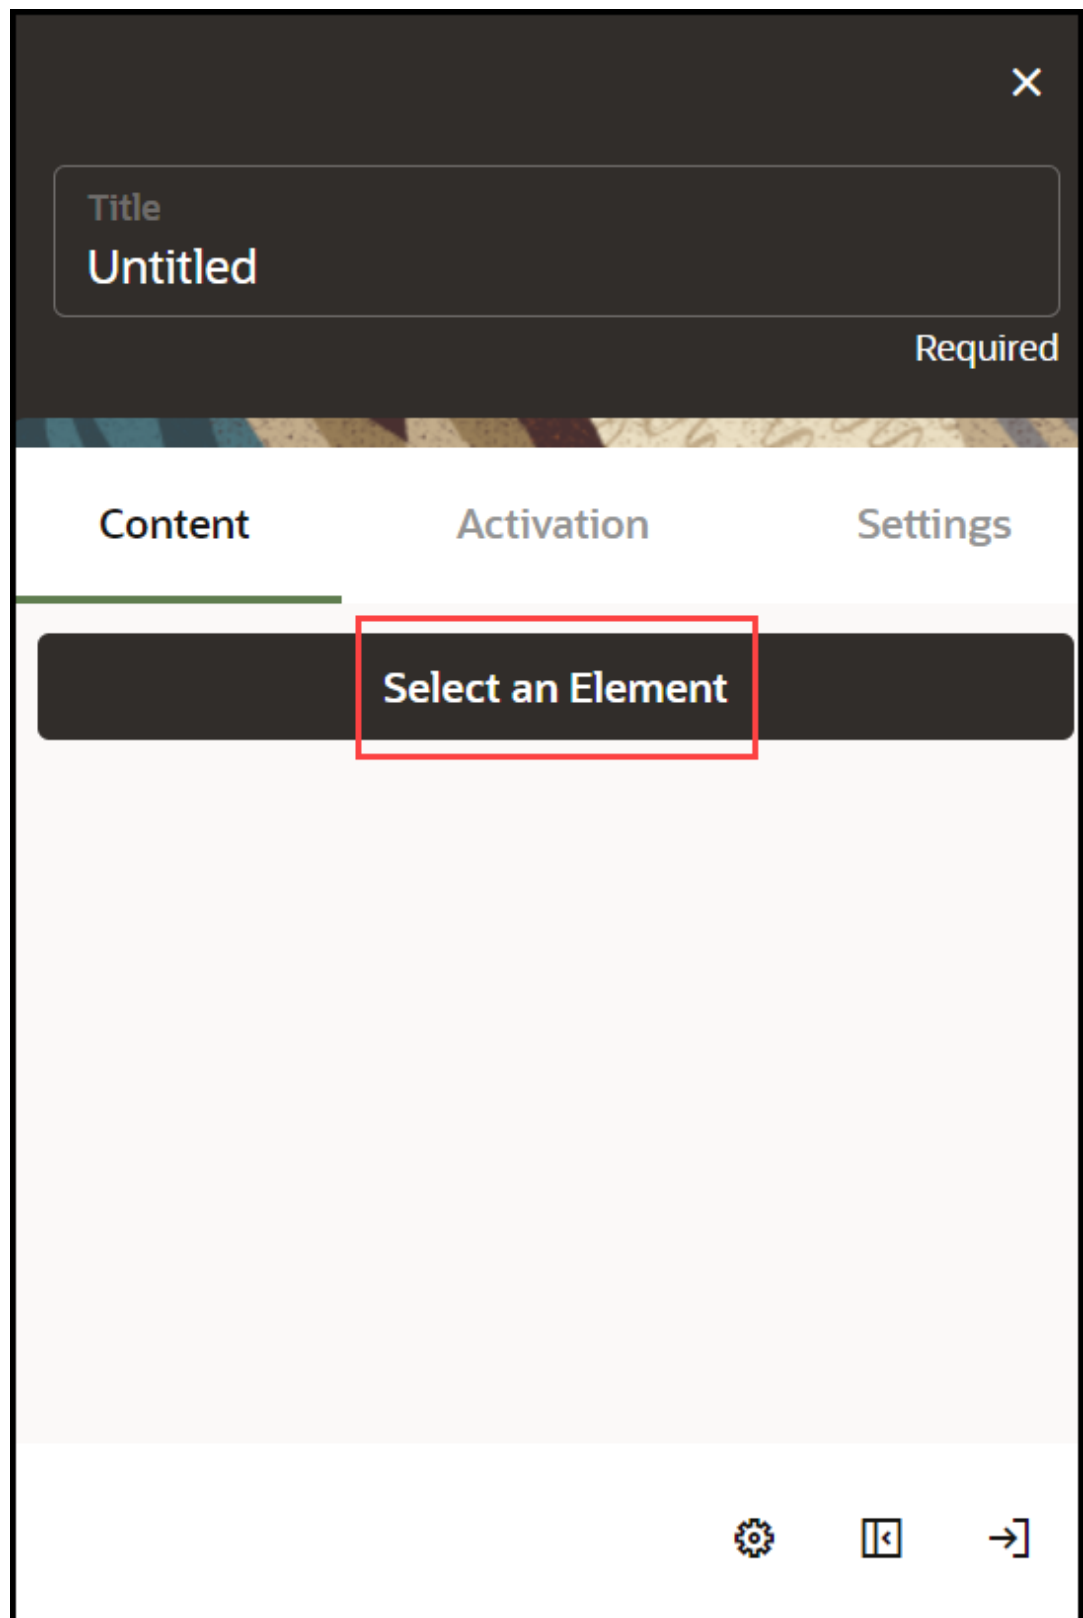 Title
Untitled
Required
Content Activation Settings
Select an Element